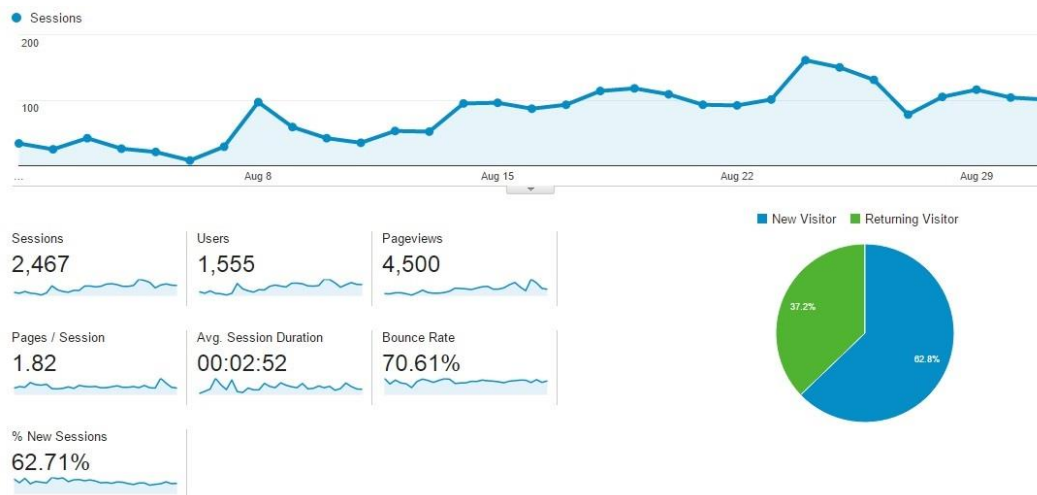 Sessions
200
100
... Aug 8 Aug 15 Aug 22 Aug 29
New Visitor Returning Visitor
Sessions Users Pageviews
2,467 1,555 4,500
37.2%
Pages / Session Avg. Session Duration Bounce Rate
1.82 00:02:52 70.61%
62.8%
% New Sessions
62.71%